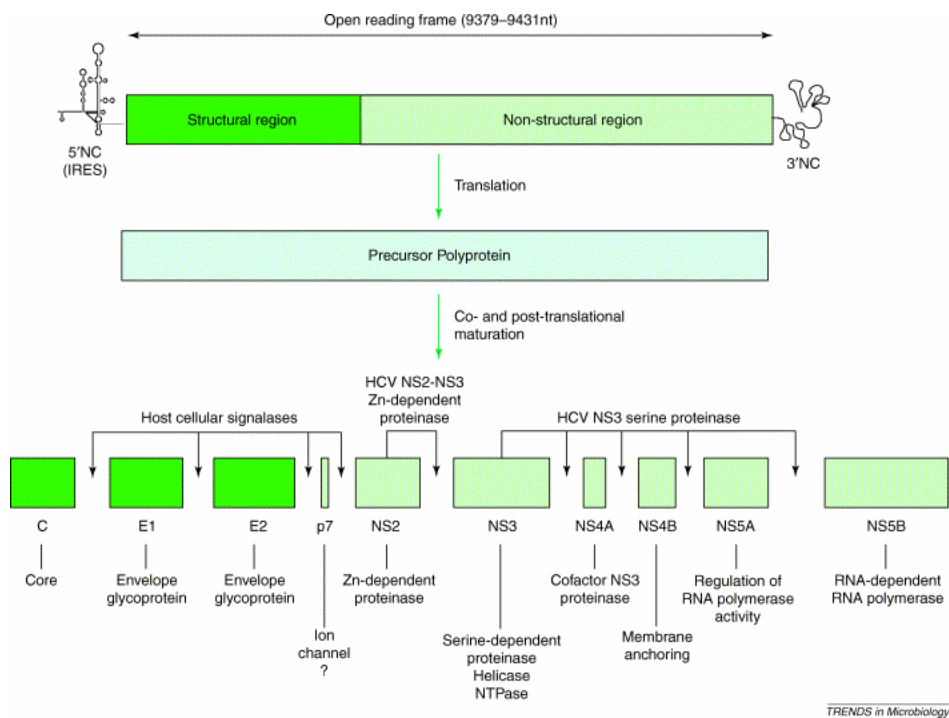 Open reading frame (9379–9431nt)
Structural region
Non-structural region
5′NC
(IRES)
3′NC
Translation
Precursor Polyprotein
Co- and post-translational
maturation
HCV NS2-NS3
Zn-dependent
proteinase
Host cellular signalases
HCV NS3 serine proteinase
C
E1
E2
p7
NS2
NS3
NS4A
NS4B
NS5A
NS5B
Core
Envelope
glycoprotein
Envelope
glycoprotein
Ion
channel
?
Zn-dependent
proteinase
Serine-dependent
proteinase
Helicase
NTPase
Cofactor NS3
proteinase
Membrane
anchoring
Regulation of
RNA polymerase
activity
RNA-dependent
RNA polymerase
TRENDS in Microbiology